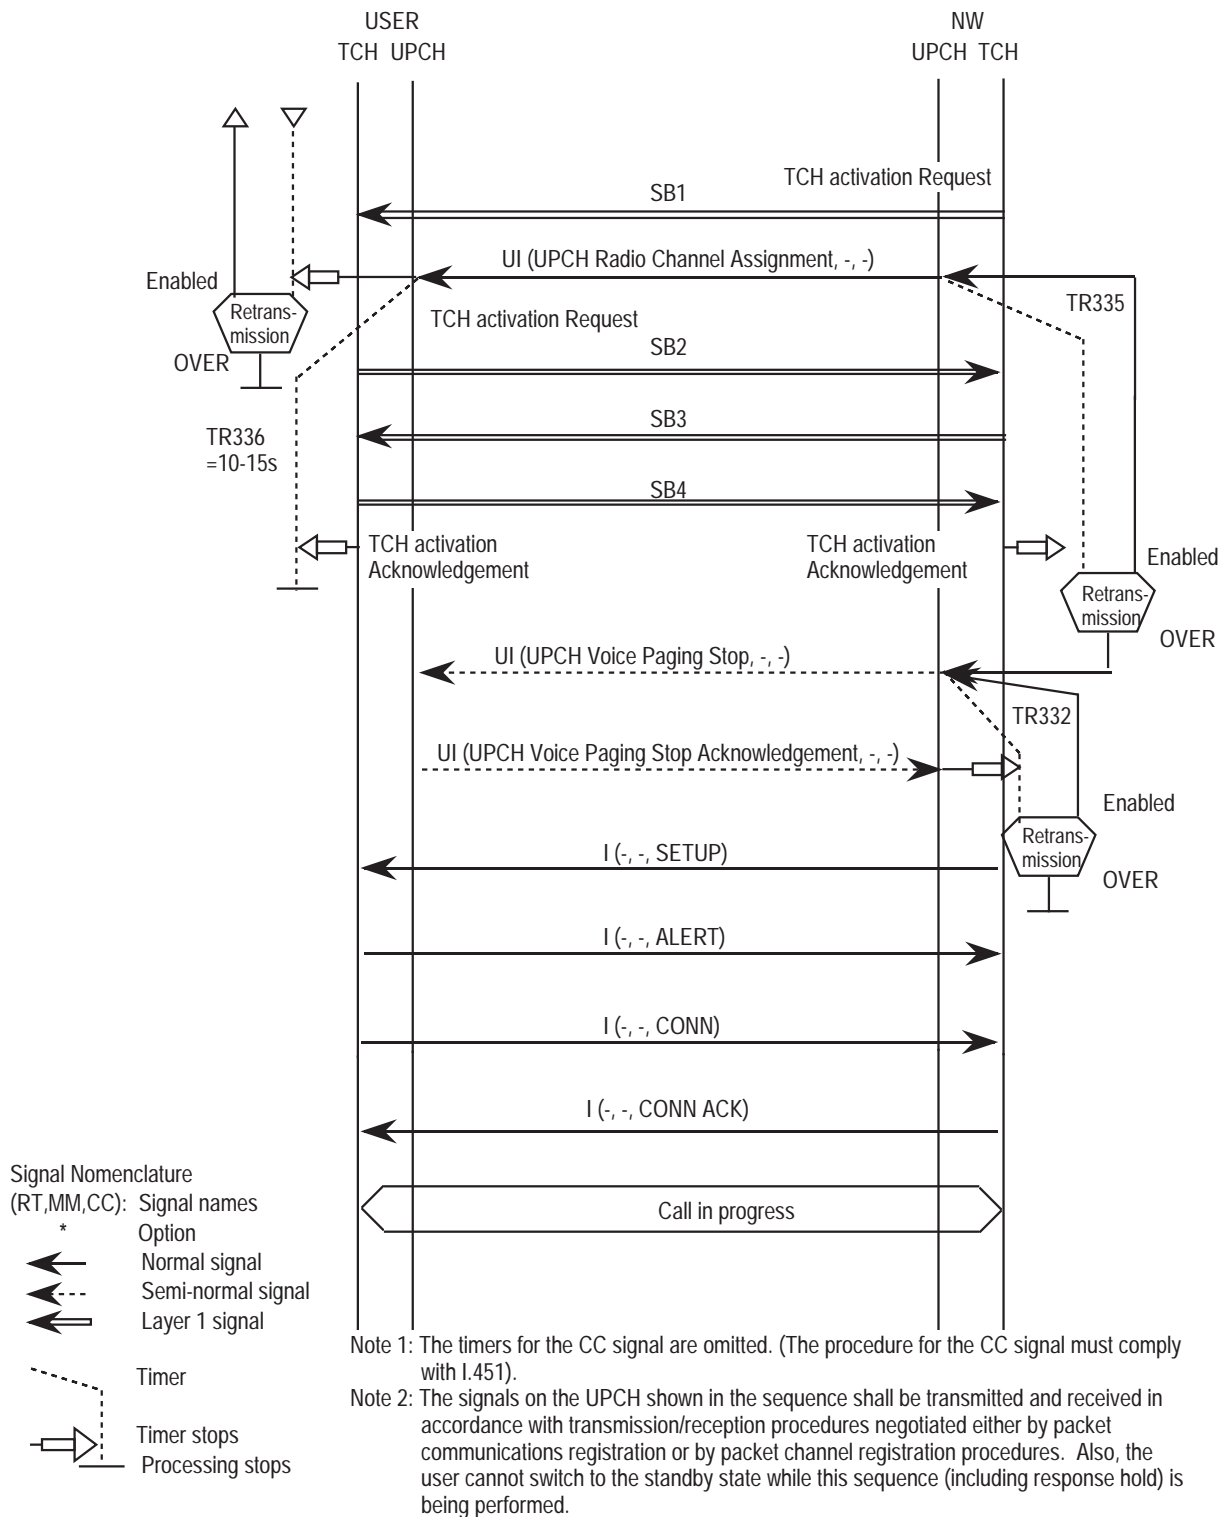 USER
NW
TCH UPCH
UPCH TCH
TCH activation Request
SB1
UI (UPCH Radio Channel Assignment, -, -)
Enabled
Retrans-
mission
OVER
TR335
TCH activation Request
SB2
SB3
TR336
=10-15s
SB4
TCH activation
Acknowledgement
TCH activation
Acknowledgement
Enabled
Retrans-
mission
OVER
UI (UPCH Voice Paging Stop, -, -)
TR332
UI (UPCH Voice Paging Stop Acknowledgement, -, -)
Enabled
Retrans-
mission
OVER
I (-, -, SETUP)
I (-, -, ALERT)
I (-, -, CONN)
I (-, -, CONN ACK)
Call in progress
Signal Nomenclature
(RT,MM,CC): Signal names
* Option
Normal signal
Semi-normal signal
Layer 1 signal
Timer
Timer stops
Processing stops
Note 1: The timers for the CC signal are omitted. (The procedure for the CC signal must comply
with I.451).
Note 2: The signals on the UPCH shown in the sequence shall be transmitted and received in
accordance with transmission/reception procedures negotiated either by packet
communications registration or by packet channel registration procedures. Also, the
user cannot switch to the standby state while this sequence (including response hold) is
being performed.